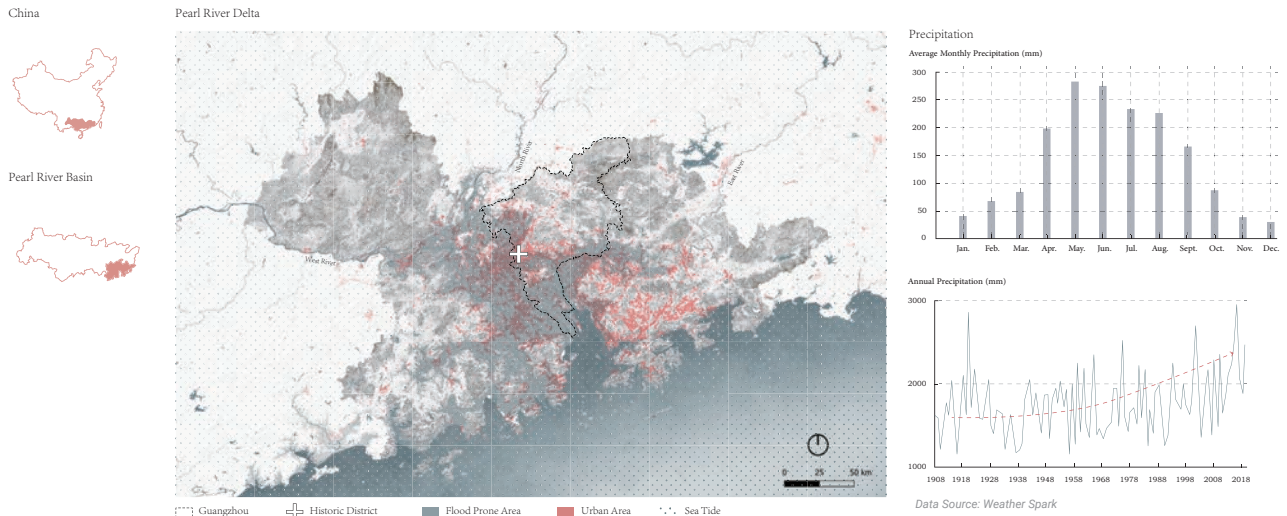 China
Pearl River Basin
Pearl River Delta
North River
East River
West River
0 25 50 km
Guangzhou
Historic District
Flood Prone Area
Urban Area
Sea Tide
Precipitation
Average Monthly Precipitation (mm)
300
250
200
150
100
50
0
Jan. Feb. Mar. Apr. May. Jun. Jul. Aug. Sept. Oct. Nov. Dec.
Annual Precipitation (mm)
3000
2000
1000
1908 1918 1928 1938 1948 1958 1968 1978 1988 1998 2008 2018
Data Source: Weather Spark